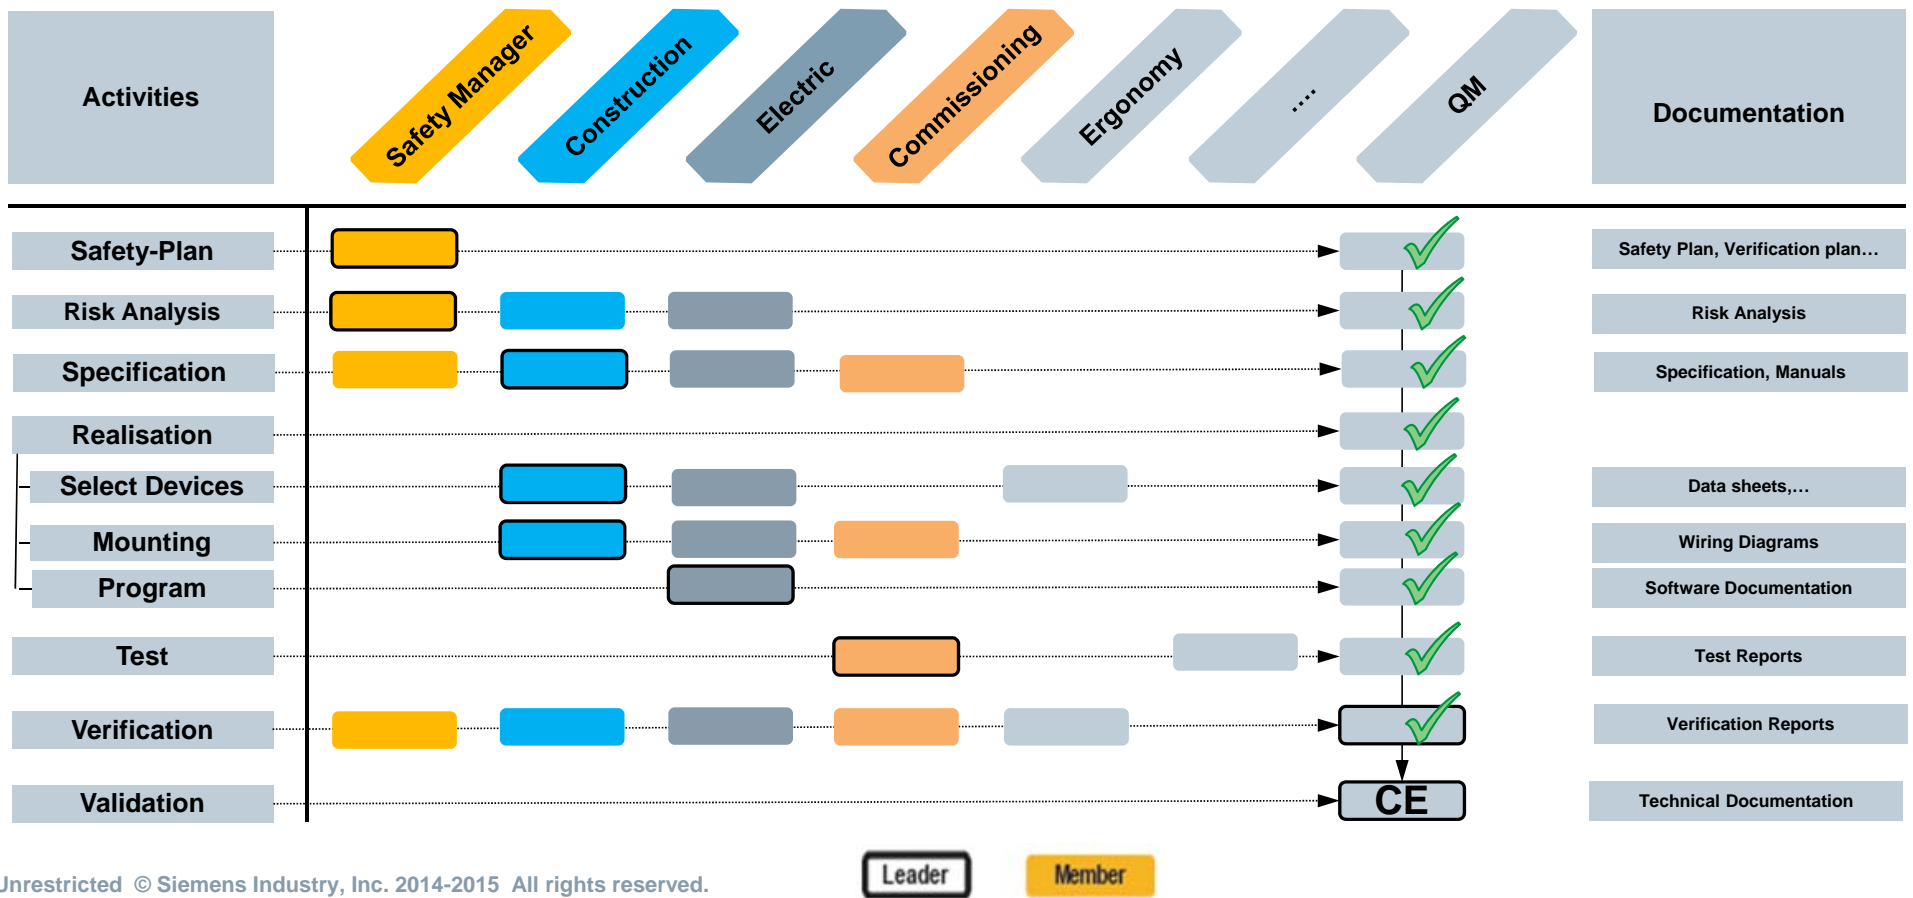 Activities
Safety Manager
Construction
Electric
Commissioning
Ergonomy
....
QM
Documentation
Safety-Plan
Safety Plan, Verification plan…
Risk Analysis
Risk Analysis
Specification
Specification, Manuals
Realisation
Select Devices
Data sheets,…
Mounting
Wiring Diagrams
Program
Software Documentation
Test
Test Reports
Verification
Verification Reports
Validation
CE
Technical Documentation
Leader
Member
Unrestricted © Siemens Industry, Inc. 2014-2015 All rights reserved.